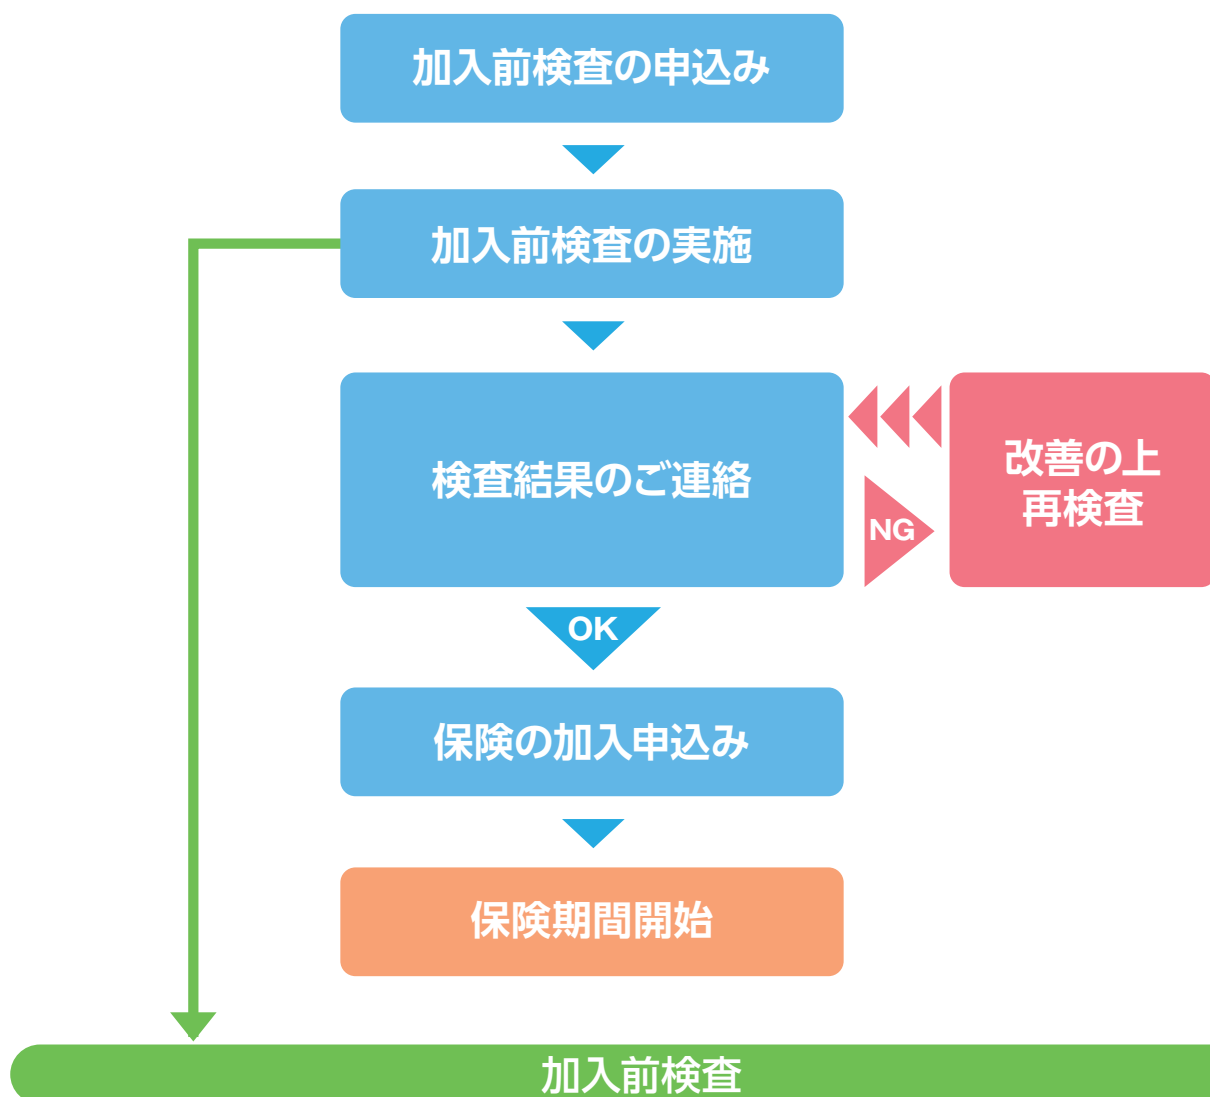 加入前検査の申込み
加入前検査の実施
検査結果のご連絡
改善の上
再検査
NG
OK
保険の加入申込み
保険期間開始
加入前検査